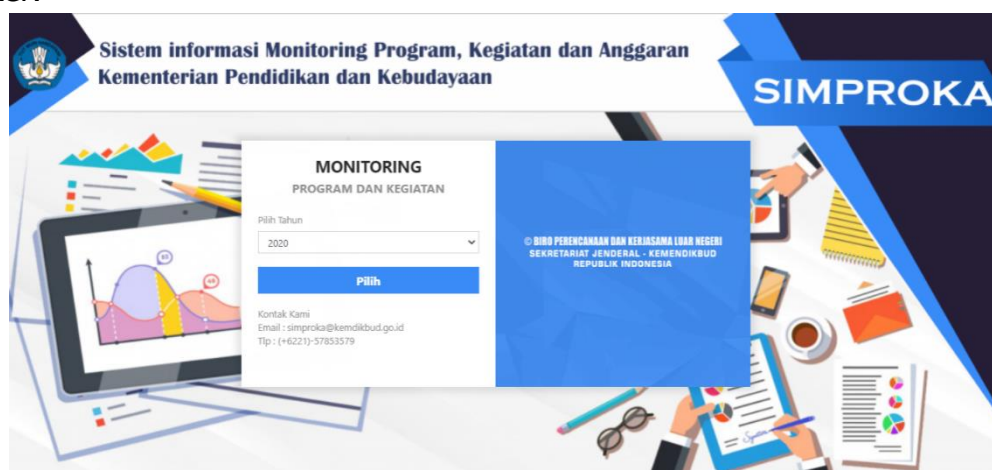 Sistem informasi Monitoring Program, Kegiatan dan Anggaran
Kementerian Pendidikan dan Kebudayaan
SIMPROKA
MONITORING
PROGRAM DAN KEGIATAN
Pilih Tahun
2020
Pilih
Kontak Kami
Email : simproka@kemdikbud.go.id
Tlp : (+6221)-57853579
© BIRO PERENCANAAN DAN KERJASAMA LUAR NEGERI
SEKRETARIAT JENDERAL - KEMENDIKBUD
REPUBLIK INDONESIA